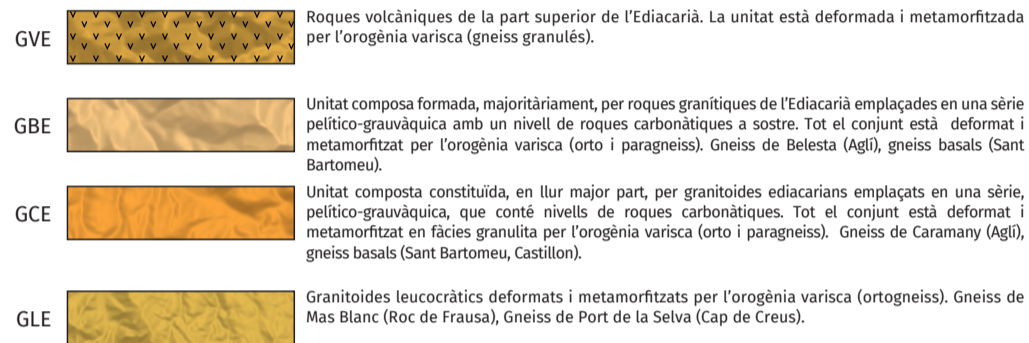 GVE
Roques volcàniques de la part superior de l'Ediacarià. La unitat està deformada i metamorfitzada
per l'orogènia varisca (gneiss granulés).
GBE
Unitat composa formada, majoritàriament, per roques granítiques de l'Ediacarià emplaçades en una sèrie
pelítico-grauvàquica amb un nivell de roques carbonàtiques a sostre. Tot el conjunt està deformat i
metamorfitzat per l'orogènia varisca (orto i paragneiss). Gneiss de Belesta (Aglí), gneiss basals (Sant
Bartomeu).
GCE
Unitat composta constituïda, en llur major part, per granitoides ediacarians emplaçats en una sèrie,
pelítico-grauvàquica, que conté nivells de roques carbonàtiques. Tot el conjunt està deformat i
metamorfitzat en fàcies granulita per l'orogènia varisca (orto i paragneiss). Gneiss de Caramany (Aglí),
gneiss basals (Sant Bartomeu, Castillon).
GLE
Granitoides leucocràtics deformats i metamorfitzats per l'orogènia varisca (ortogneiss). Gneiss de
Mas Blanc (Roc de Frausa), Gneiss de Port de la Selva (Cap de Creus).